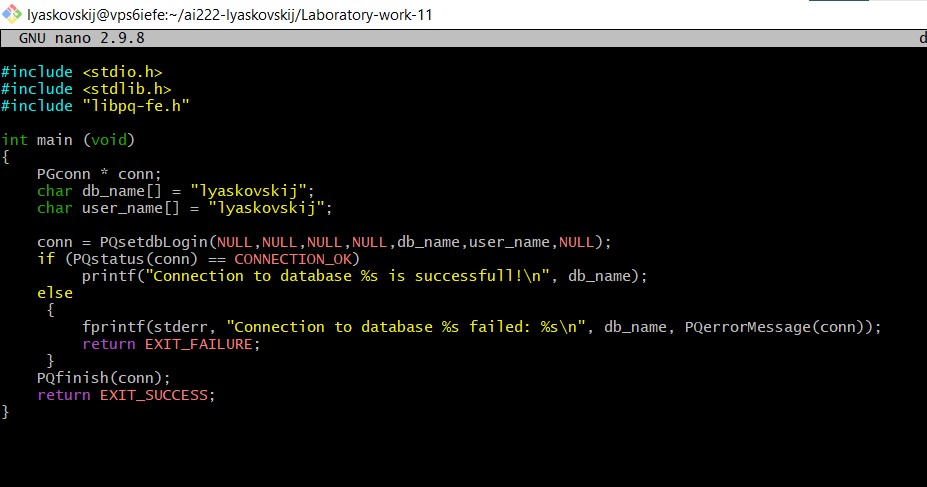 lyaskovskij@vps6iefe:~/ai222-lyaskovskij/Laboratory-work-11
GNU nano 2.9.8
#include <stdio.h>
#include <stdlib.h>
#include "libpq-fe.h"
int main (void)
{
PGconn * conn;
char db_name[] = "lyaskovskij";
char user_name[] = "lyaskovskij";
conn = PQsetdbLogin(NULL,NULL,NULL,NULL,db_name,user_name,NULL);
if (PQstatus(conn) == CONNECTION_OK)
printf("Connection to database %s is successfull!\n", db_name);
else
{
fprintf(stderr, "Connection to database %s failed: %s\n", db_name, PQerrorMessage(conn));
return EXIT_FAILURE;
}
PQfinish(conn);
return EXIT_SUCCESS;
}